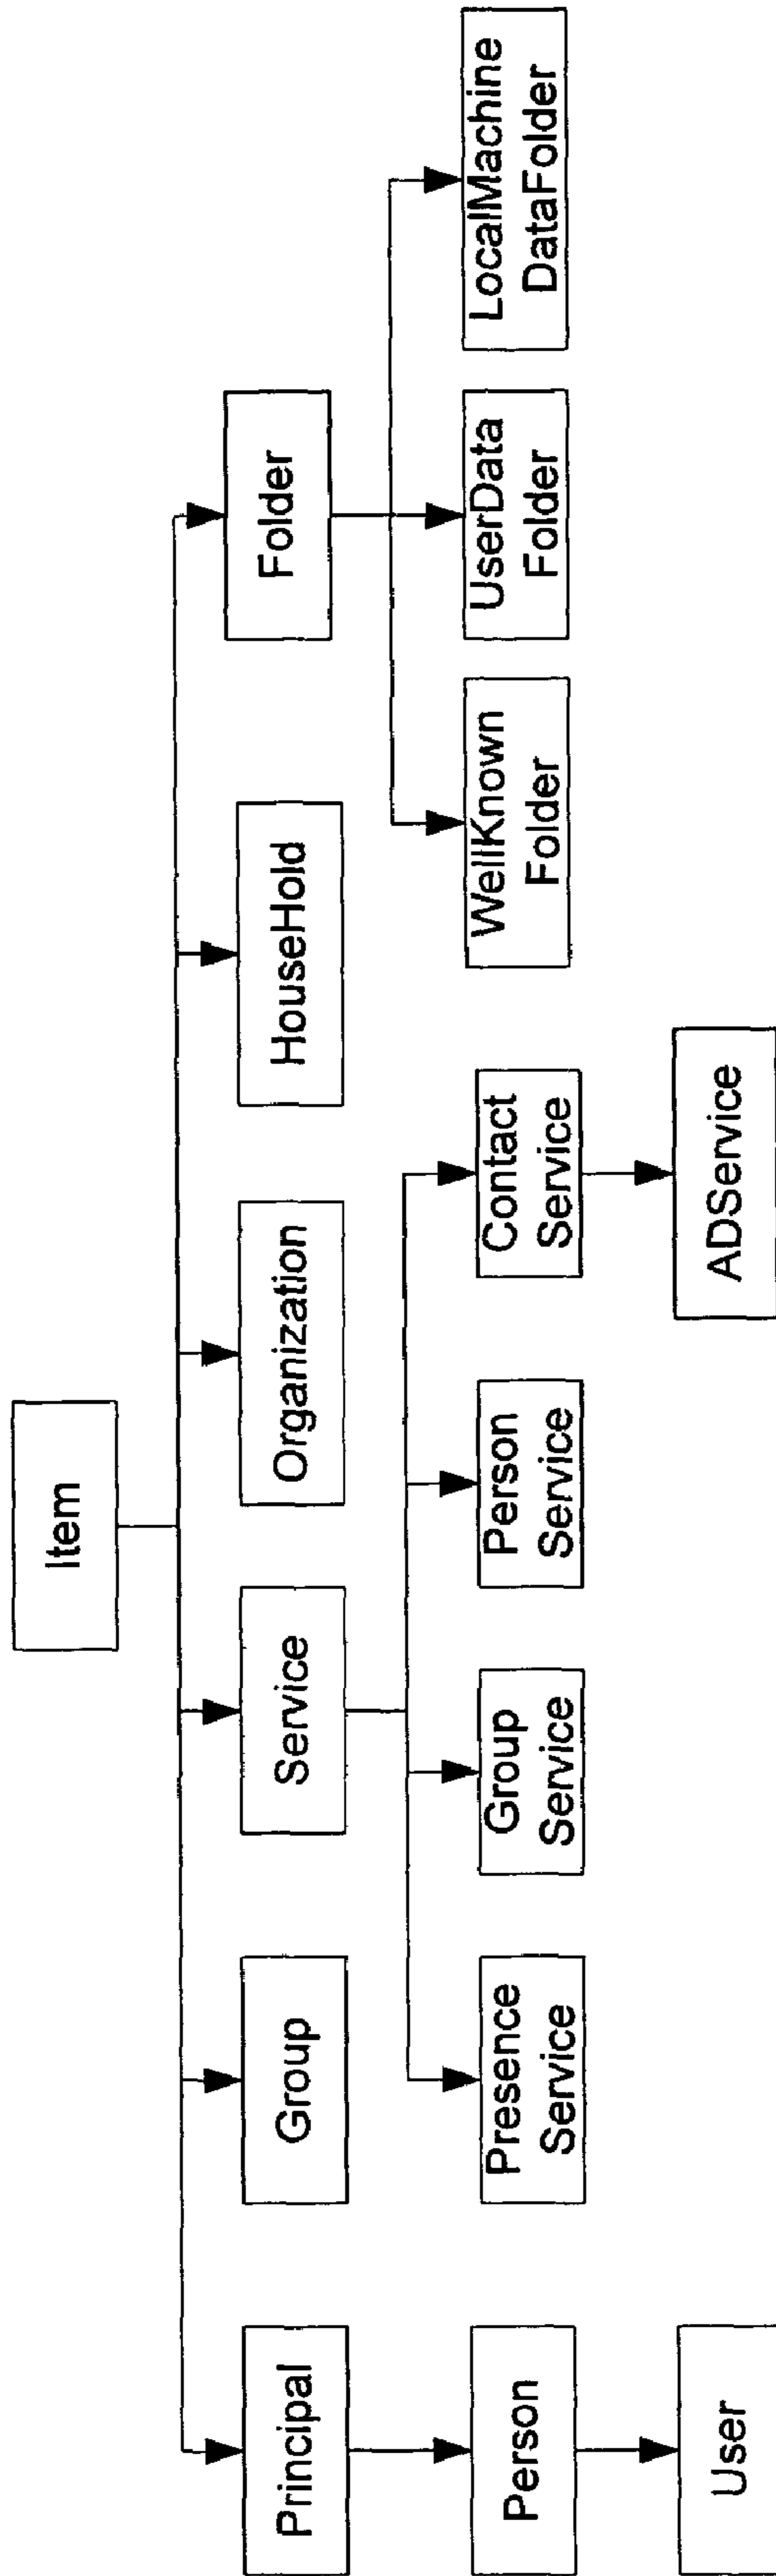 Item
Principal
Group
Service
Organization
HouseHold
Folder
Person
Presence
Service
Group
Service
Person
Service
Contact
Service
WellKnown
Folder
UserData
Folder
LocalMachine
DataFolder
User
ADService